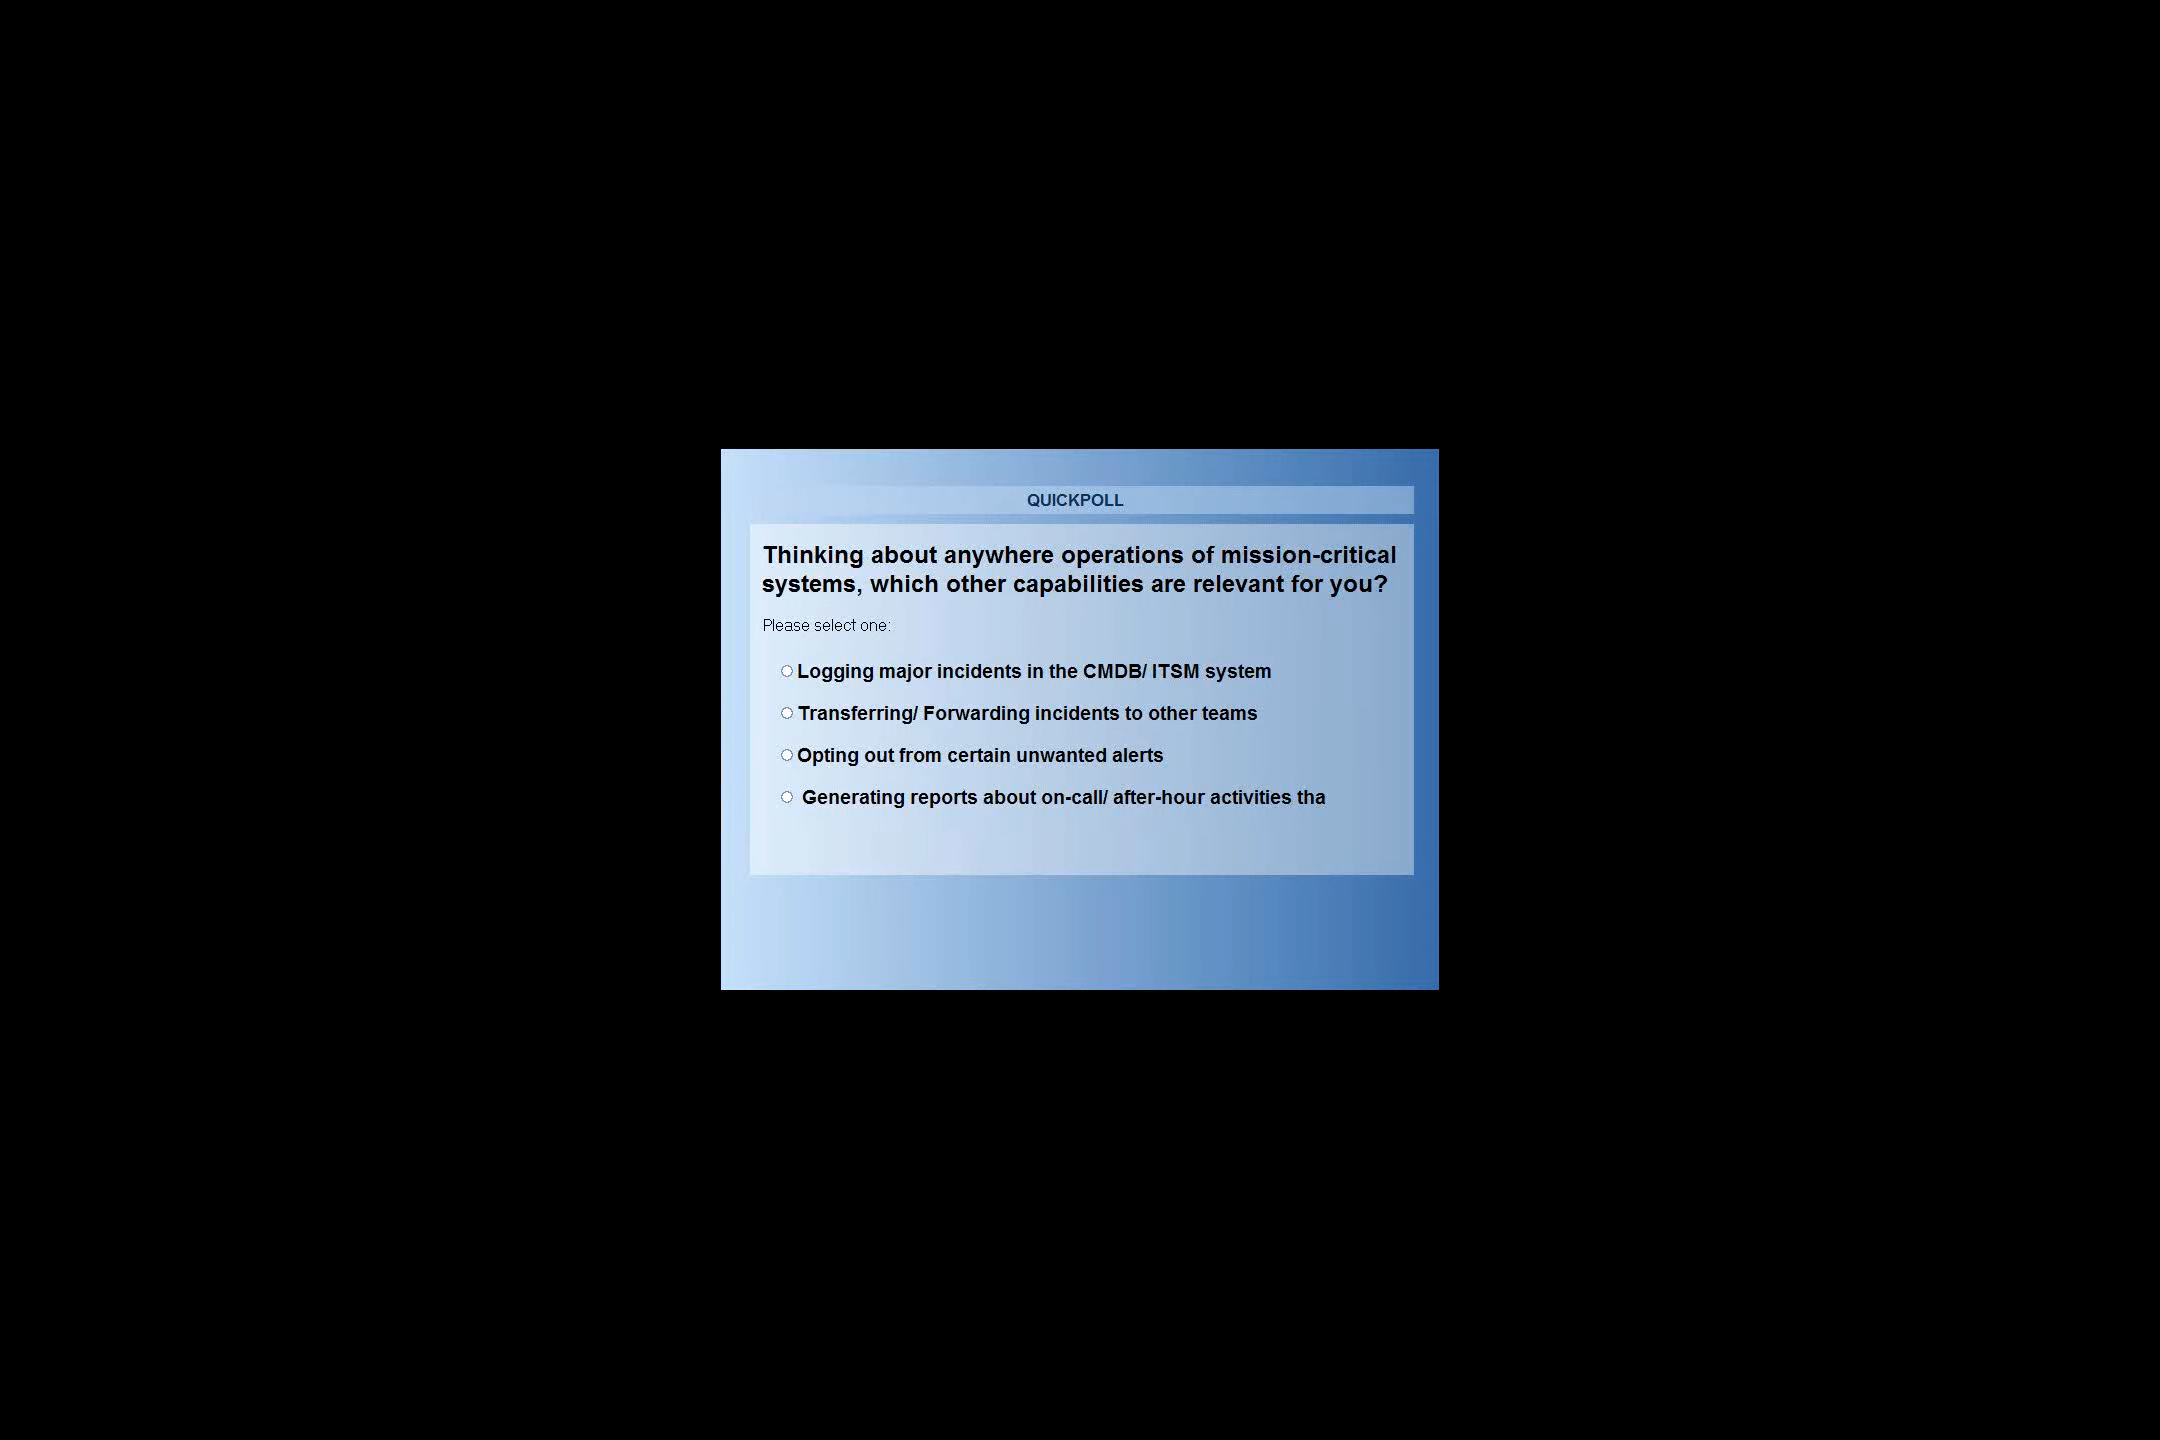 QUICKPOLL
Thinking about anywhere operations of mission-critical
systems, which other capabilities are relevant for you?
Please select one:
Logging major incidents in the CMDB/ ITSM system
Transferring/ Forwarding incidents to other teams
Opting out from certain unwanted alerts
Generating reports about on-call/ after-hour activities tha